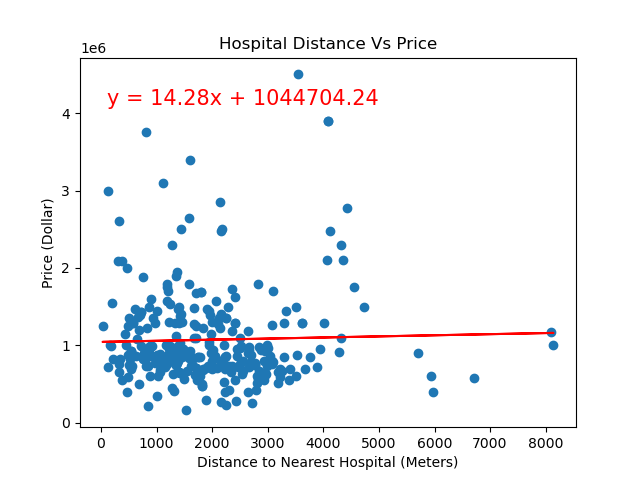 Hospital Distance Vs Price
1e6
y = 14.28x + 1044704.24
4
3
2
1
0
Price (Dollar)
0 1000 2000 3000 4000 5000 6000 7000 8000
Distance to Nearest Hospital (Meters)